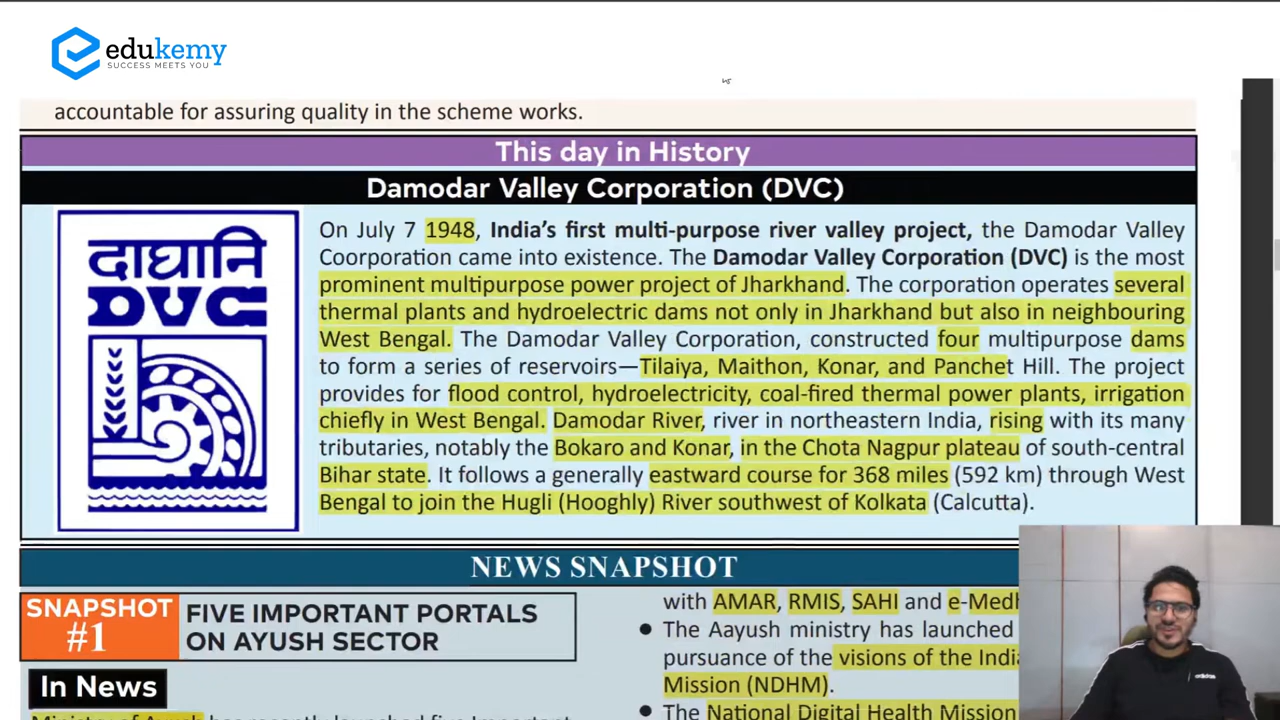 edukemy
SUCCESS MEETS YOU
accountable for assuring quality in the scheme works.
This day in History
Damodar Valley Corporation (DVC)
दाघानि
DVC
On July 7 1948, India's first multi-purpose river valley project, the Damodar Valley
Coorporation came into existence. The Damodar Valley Corporation (DVC) is the most
prominent multipurpose power project of Jharkhand. The corporation operates several
thermal plants and hydroelectric dams not only in Jharkhand but also in neighbouring
West Bengal. The Damodar Valley Corporation, constructed four multipurpose dams
to form a series of reservoirs—Tilaiya, Maithon, Konar, and Panchet Hill. The project
provides for flood control, hydroelectricity, coal-fired thermal power plants, irrigation
chiefly in West Bengal. Damodar River, river in northeastern India, rising with its many
tributaries, notably the Bokaro and Konar, in the Chota Nagpur plateau of south-central
Bihar state. It follows a generally eastward course for 368 miles (592 km) through West
Bengal to join the Hugli (Hooghly) River southwest of Kolkata (Calcutta).
NEWS SNAPSHOT
SNAPSHOT
#1
FIVE IMPORTANT PORTALS
ON AYUSH SECTOR
In News
Ministry of Ayush has recently launched five Important
with AMAR, RMIS, SAHI and e-Medh
● The Aayush ministry has launched
pursuance of the visions of the Indi
Mission (NDHM).
● The National Digital Health Mission
adidas